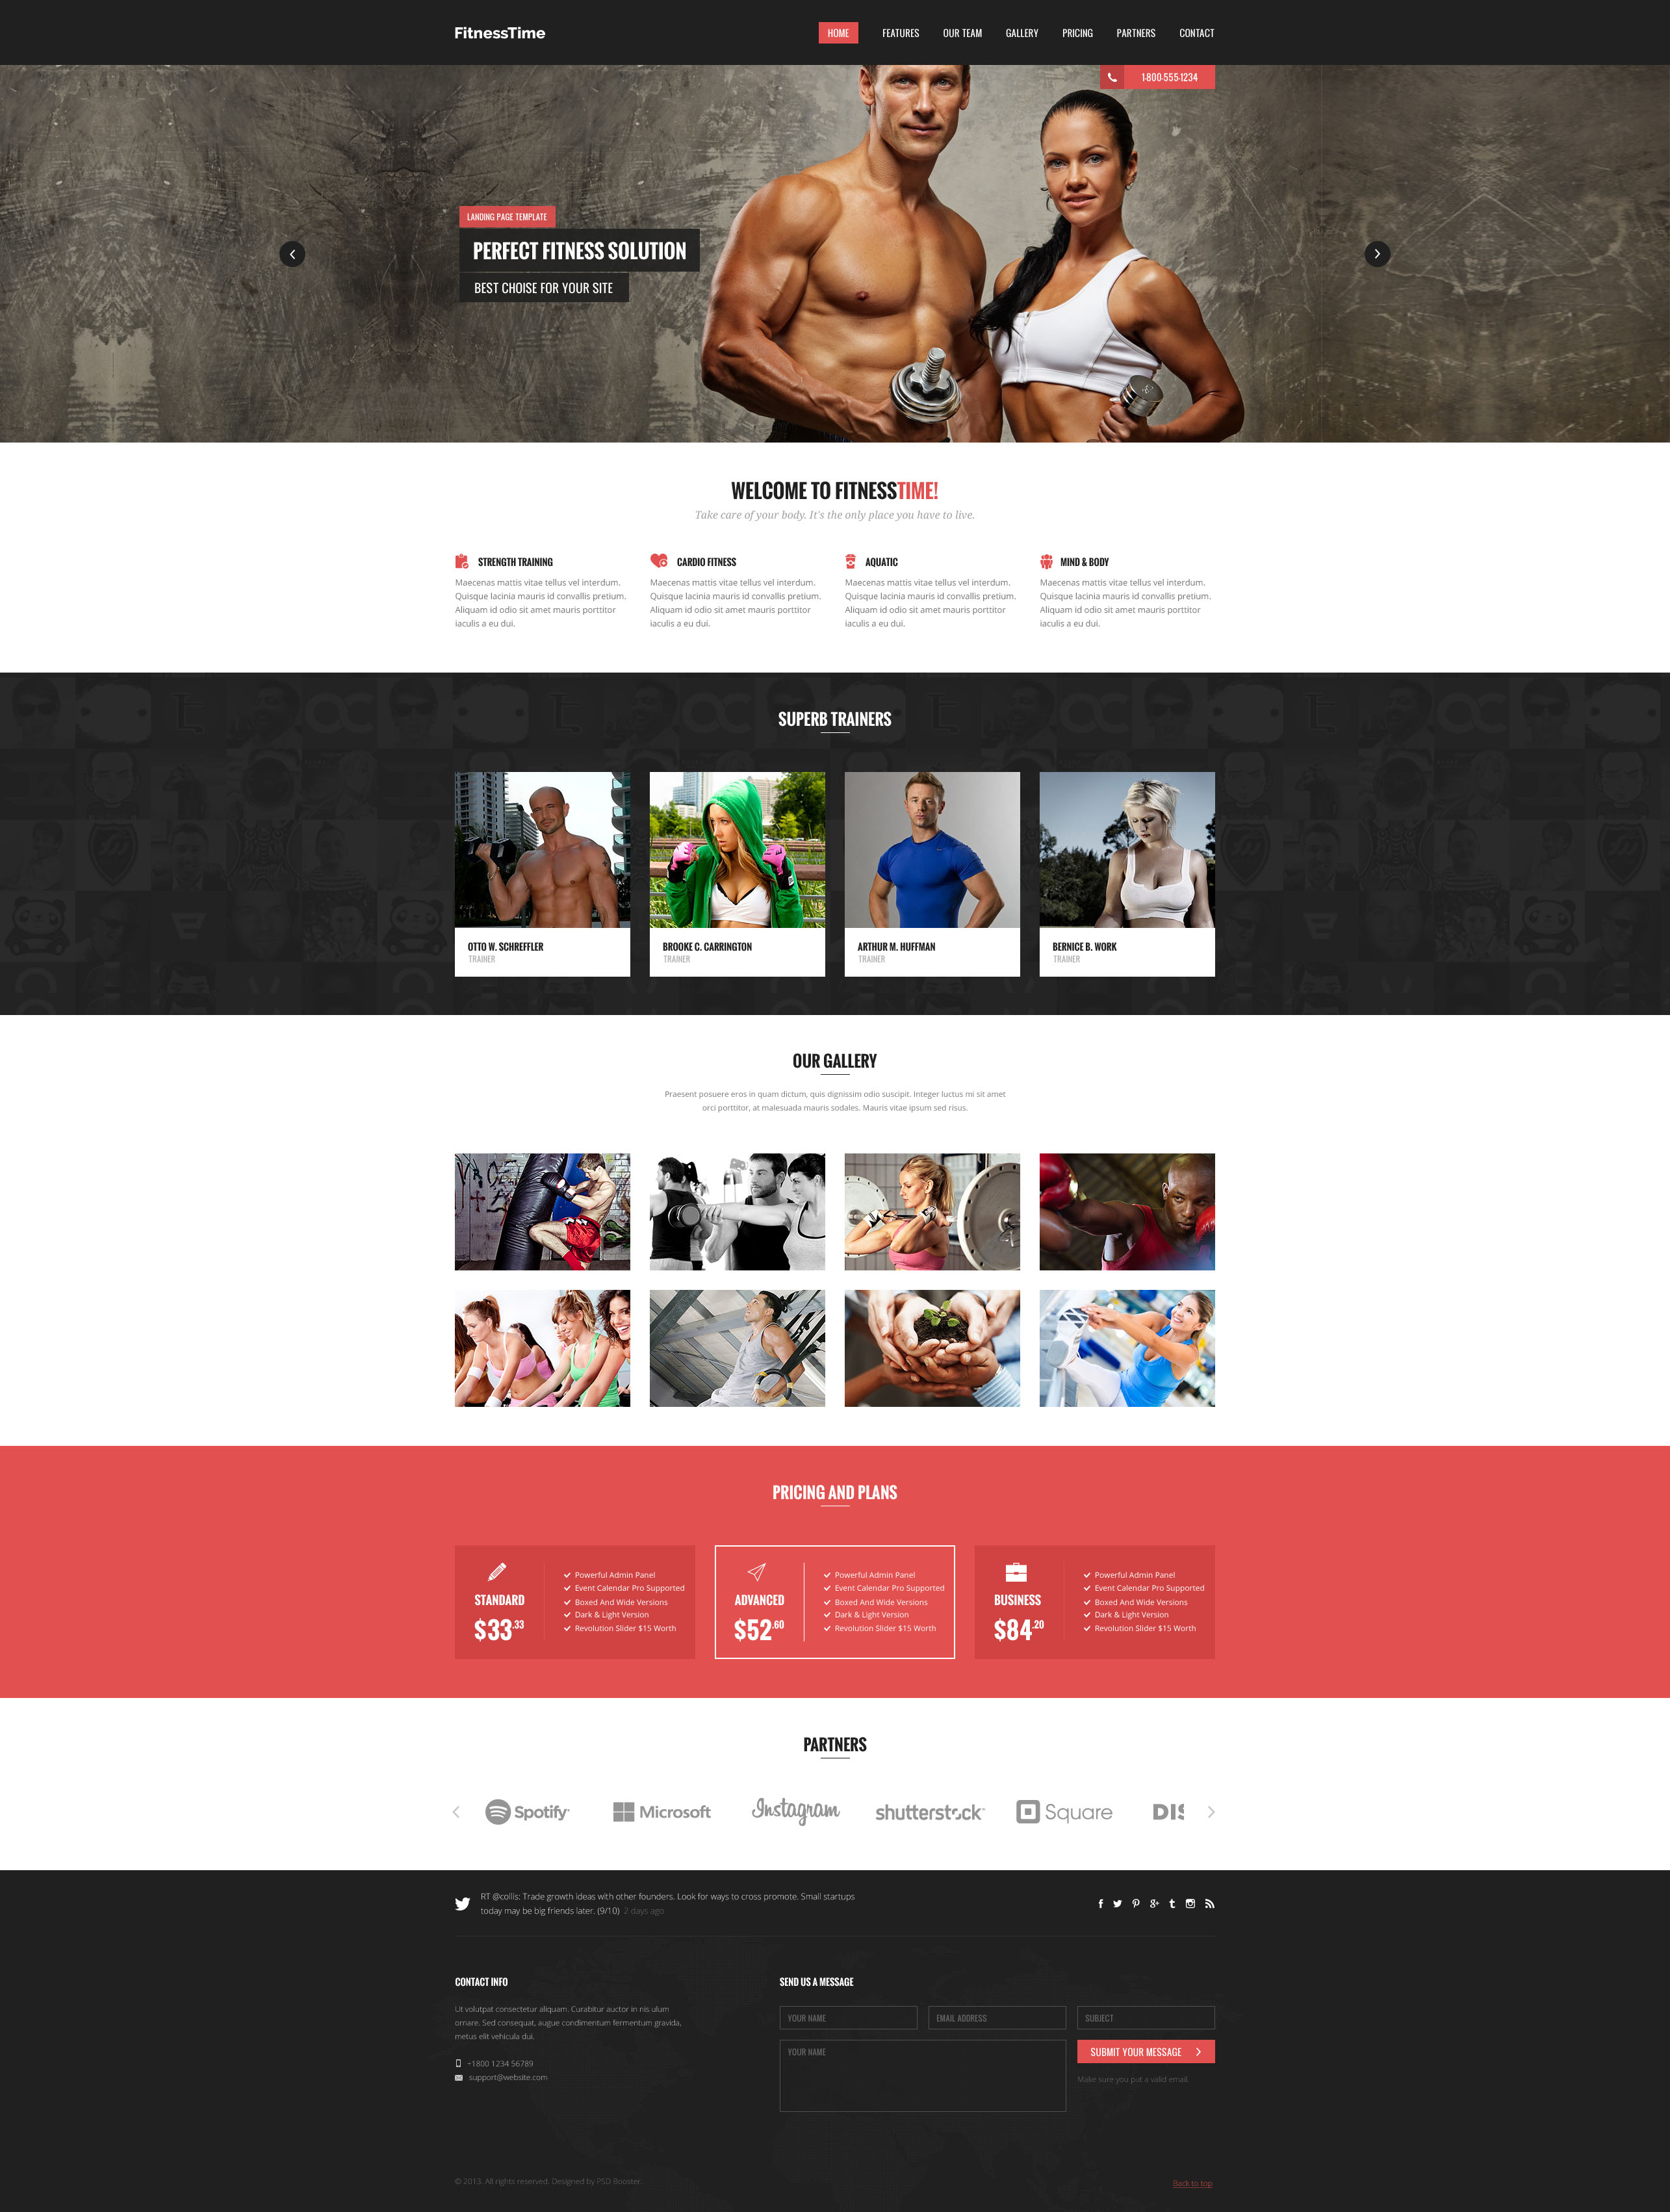 FitnessTime
HOME FEATURES OUR TEAM GALLERY PRICING PARTNERS CONTACT
1-800-555-1234
LANDING PAGE TEMPLATE
PERFECT FITNESS SOLUTION
BEST CHOISE FOR YOUR SITE
WELCOME TO FITNESSTIME!
Take care of your body. It's the only place you have to live.
STRENGTH TRAINING
Maecenas mattis vitae tellus vel interdum.
Quisque lacinia mauris id convallis pretium.
Aliquam id odio sit amet mauris porttitor
iaculis a eu dui.
CARDIO FITNESS
Maecenas mattis vitae tellus vel interdum.
Quisque lacinia mauris id convallis pretium.
Aliquam id odio sit amet mauris porttitor
iaculis a eu dui.
AQUATIC
Maecenas mattis vitae tellus vel interdum.
Quisque lacinia mauris id convallis pretium.
Aliquam id odio sit amet mauris porttitor
iaculis a eu dui.
MIND & BODY
Maecenas mattis vitae tellus vel interdum.
Quisque lacinia mauris id convallis pretium.
Aliquam id odio sit amet mauris porttitor
iaculis a eu dui.
SUPERB TRAINERS
OTTO W. SCHREFFLER
TRAINER
BROOKE C. CARRINGTON
TRAINER
ARTHUR M. HUFFMAN
TRAINER
BERNICE B. WORK
TRAINER
OUR GALLERY
Praesent posuere eros in quam dictum, quis dignissim odio suscipit. Integer luctus mi sit amet
orci porttitor, at malesuada mauris sodales. Mauris vitae ipsum sed risus.
PRICING AND PLANS
STANDARD
$33.33
Powerful Admin Panel
Event Calendar Pro Supported
Boxed And Wide Versions
Dark & Light Version
Revolution Slider $15 Worth
ADVANCED
$52.60
Powerful Admin Panel
Event Calendar Pro Supported
Boxed And Wide Versions
Dark & Light Version
Revolution Slider $15 Worth
BUSINESS
$84.20
Powerful Admin Panel
Event Calendar Pro Supported
Boxed And Wide Versions
Dark & Light Version
Revolution Slider $15 Worth
PARTNERS
Spotify Microsoft Instagram shutterstock Square DIS
RT @collis: Trade growth ideas with other founders. Look for ways to cross promote. Small startups
today may be big friends later. (9/10) 2 days ago
CONTACT INFO
Ut volutpat consectetur aliquam. Curabitur auctor in nis ulum
ornare. Sed consequat, augue condimentum fermentum gravida,
metus elit vehicula dui.
+1800 1234 56789
support@website.com
SEND US A MESSAGE
YOUR NAME
EMAIL ADDRESS
SUBJECT
YOUR NAME
SUBMIT YOUR MESSAGE
Make sure you put a valid email.
© 2013. All rights reserved. Designed by PSD Booster.
Back to top